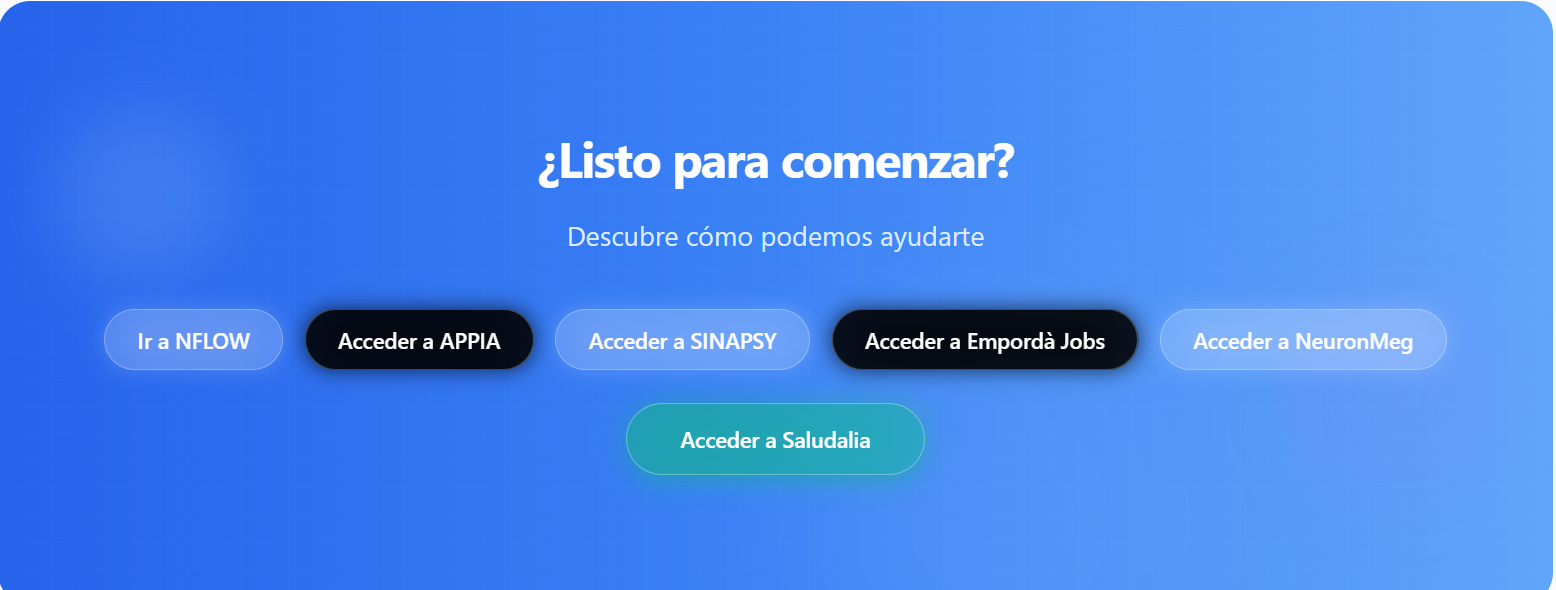 ¿Listo para comenzar?
Descubre cómo podemos ayudarte
Ir a NFLOW
Acceder a APPIA
Acceder a SINAPSY
Acceder a Empordà Jobs
Acceder a NeuronMeg
Acceder a Saludalia